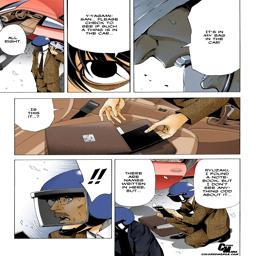 IT'S IN
MY BAG
IN THE
CAR!
Y-YAGAMI-
SAN... PLEASE
CHECK TO
SEE IF SUCH
A THING IS
IN THE
CAR...
ALL
RIGHT.
IS
THIS
IT...?
RYUZAKI,
I FOUND
A NOTE-
BOOK, BUT
I DON'T
SEE ANY-
THING
ODD ABOUT IT...
THERE
ARE NAMES
WRITTEN
IN HERE,
BUT...
!!